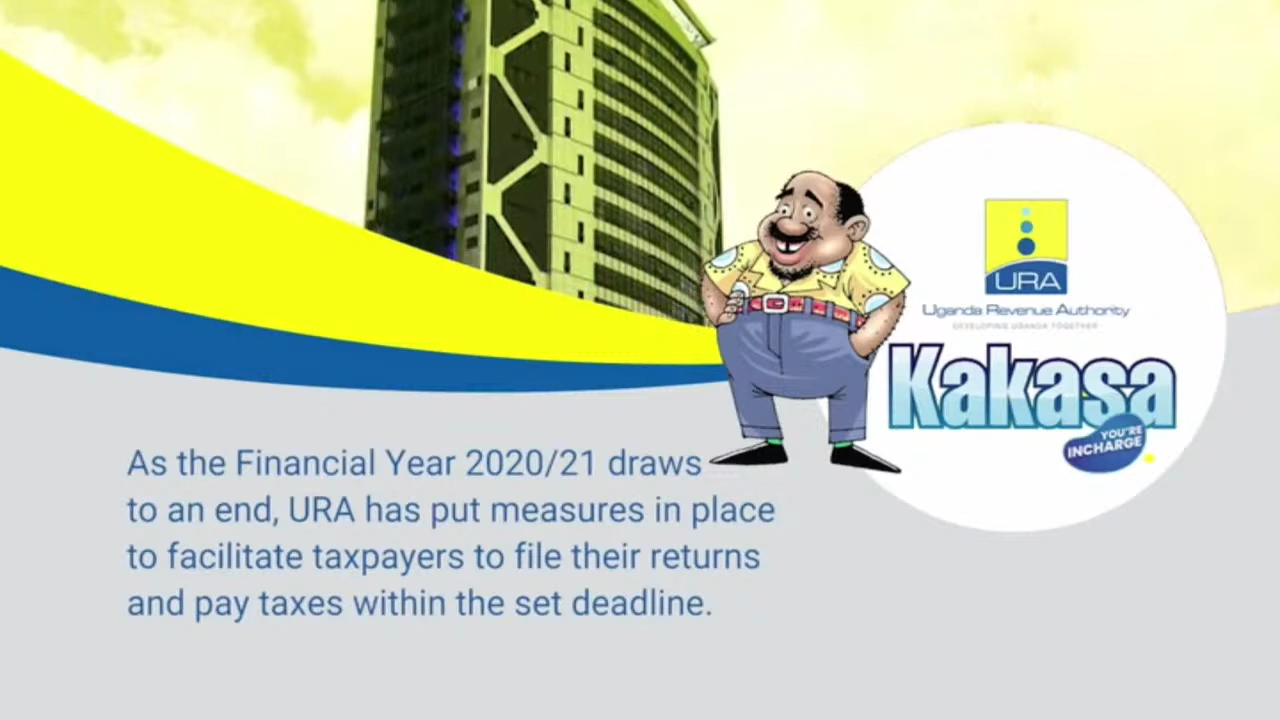 URA
Uganda Revenue Authority
DEVELOPING UGANDA TOGETHER
Kakasa
YOU'RE
INCHARGE
As the Financial Year 2020/21 draws
to an end, URA has put measures in place
to facilitate taxpayers to file their returns
and pay taxes within the set deadline.